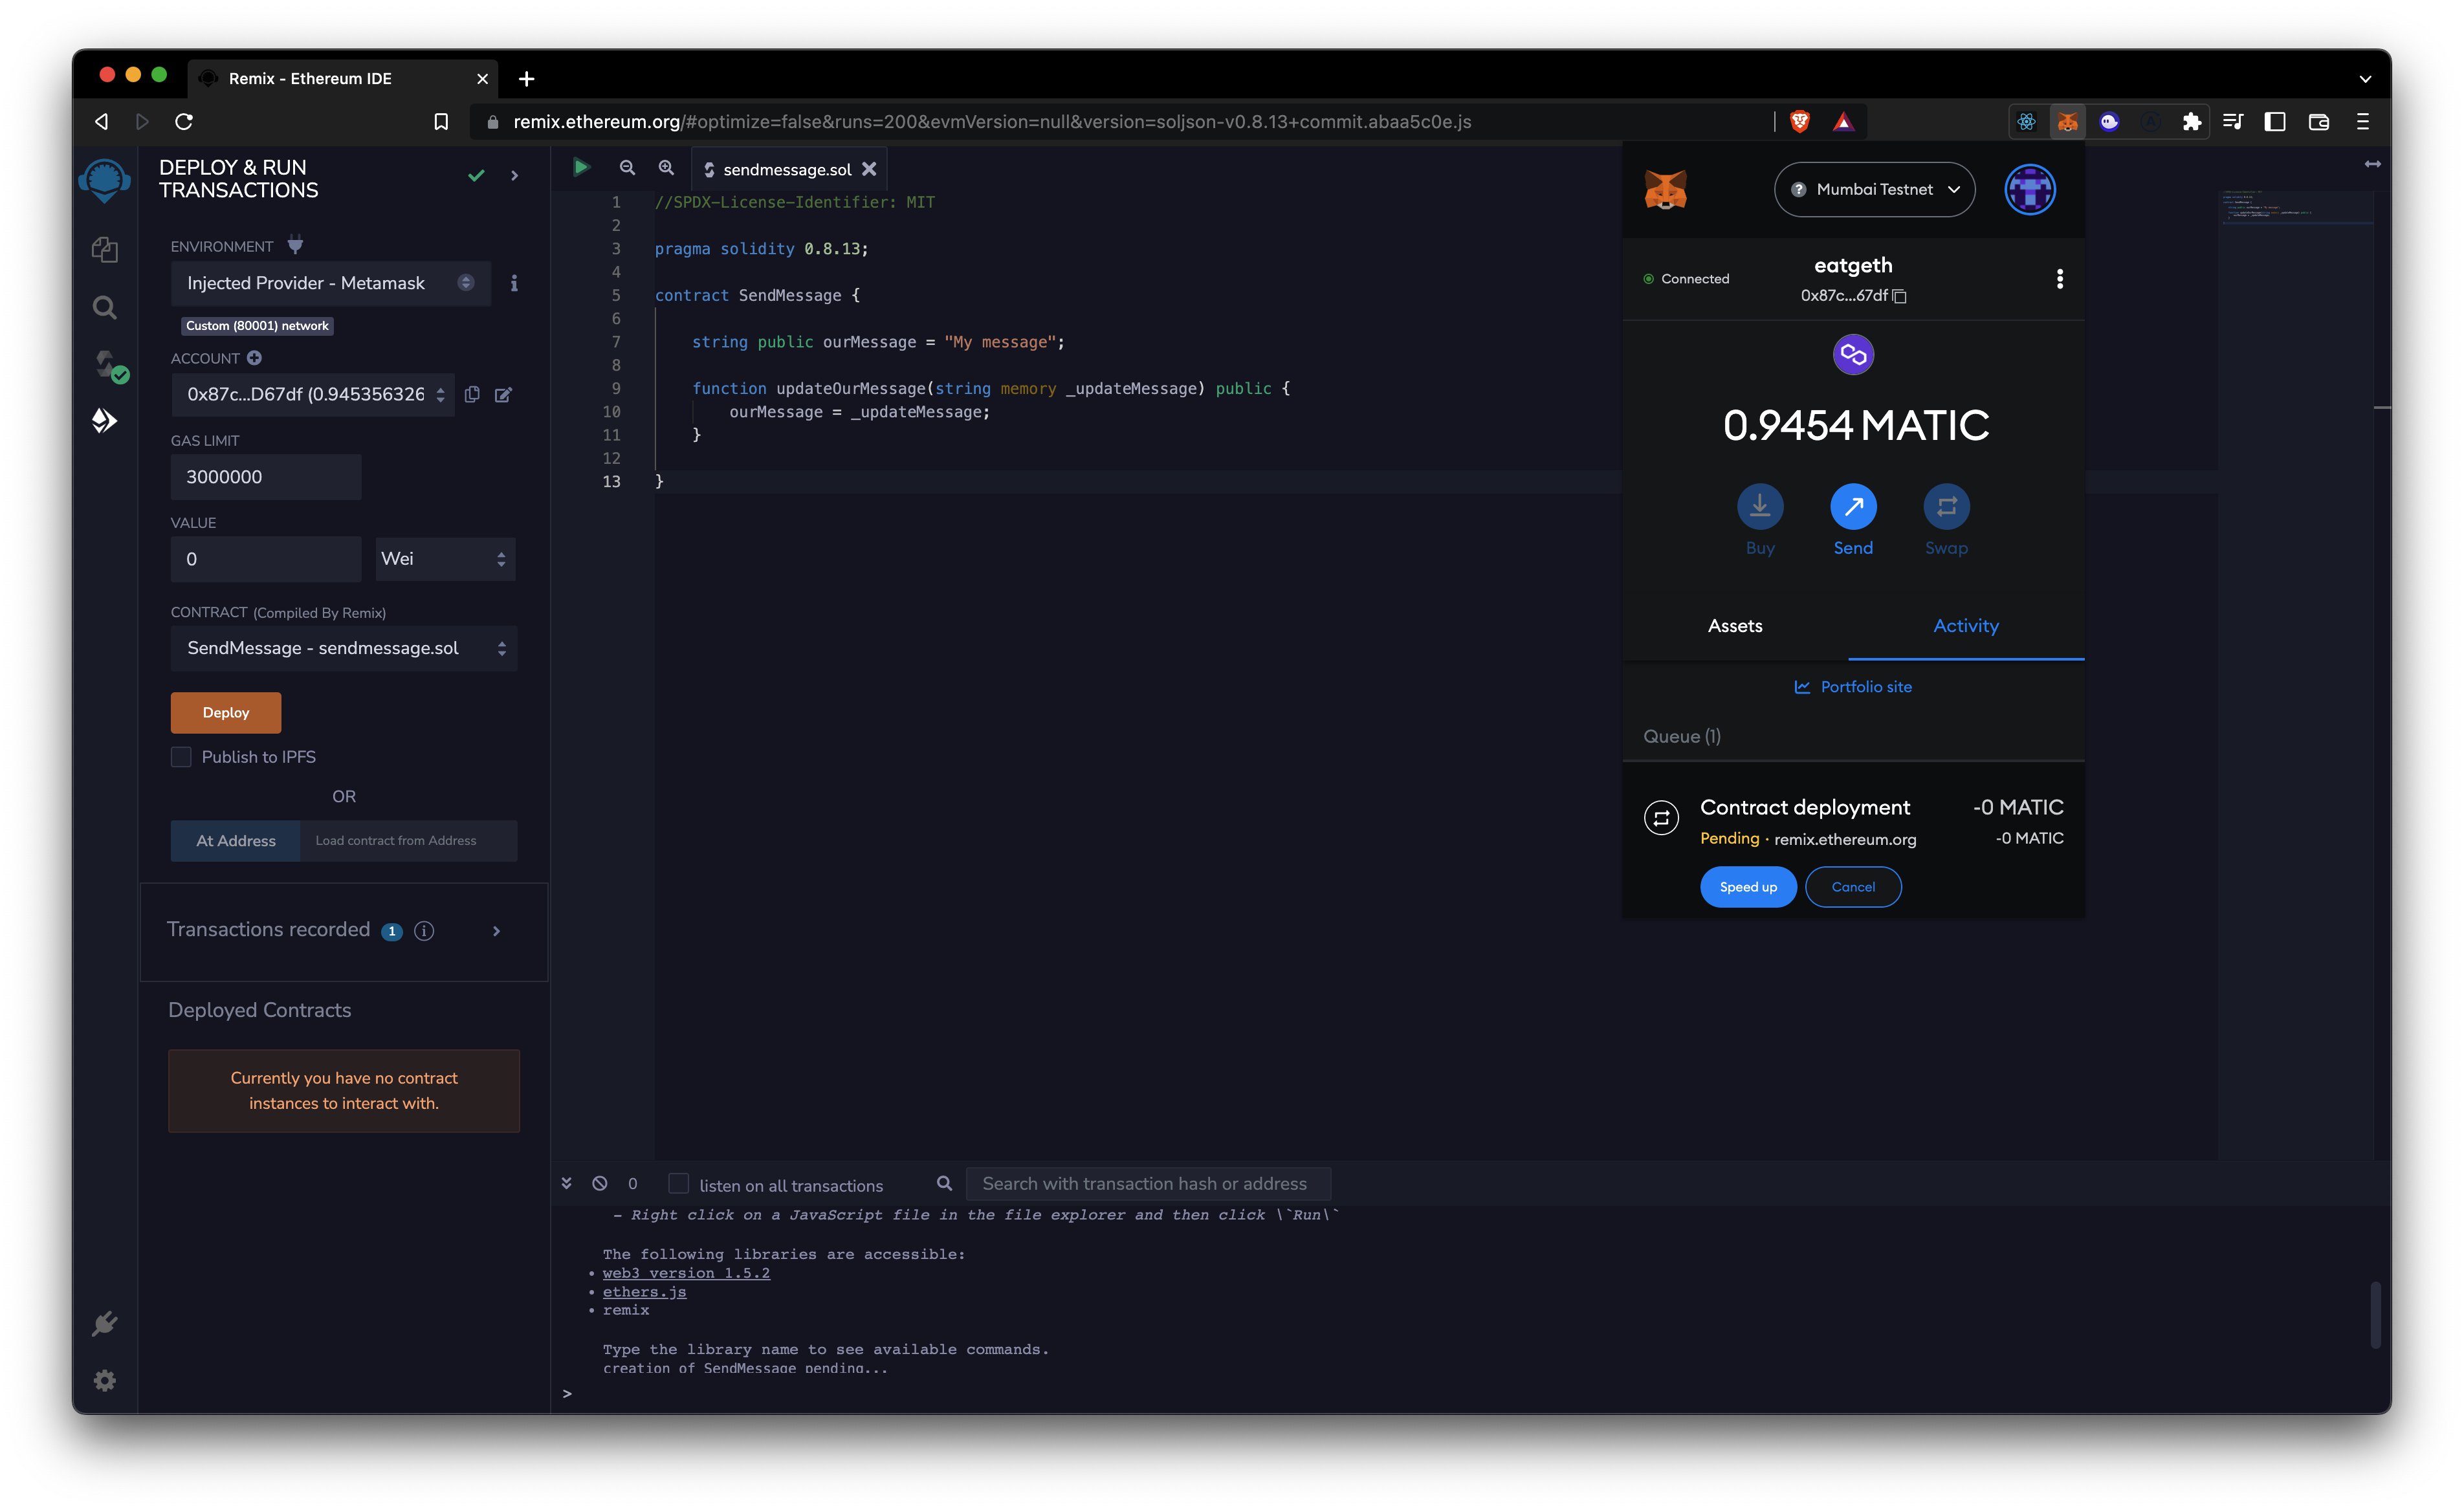 Remix - Ethereum IDE
remix.ethereum.org/#optimize=false&runs=200&evmVersion=null&version=soljson-v0.8.13+commit.abaa5c0e.js
DEPLOY & RUN
TRANSACTIONS
ENVIRONMENT
Injected Provider - Metamask
Custom (80001) network
ACCOUNT
0x87c...D67df (0.945356326
GAS LIMIT
3000000
VALUE
0
Wei
CONTRACT (Compiled By Remix)
SendMessage - sendmessage.sol
Deploy
Publish to IPFS
OR
At Address
Load contract from Address
Transactions recorded 1 i
Deployed Contracts
Currently you have no contract
instances to interact with.
sendmessage.sol
1 //SPDX-License-Identifier: MIT
2
3 pragma solidity 0.8.13;
4
5 contract SendMessage {
6
7 string public ourMessage = "My message";
8
9 function updateOurMessage(string memory _updateMessage) public {
10 ourMessage = _updateMessage;
11 }
12
13 }
0
listen on all transactions
Search with transaction hash or address
- Right click on a JavaScript file in the file explorer and then click \`Run\`
The following libraries are accessible:
• web3 version 1.5.2
• ethers.js
• remix
Type the library name to see available commands.
creation of SendMessage pending...
>
? Mumbai Testnet
Connected
eatgeth
0x87c...67df
0.9454 MATIC
Buy
Send
Swap
Assets
Activity
Portfolio site
Queue (1)
Contract deployment
-0 MATIC
Pending · remix.ethereum.org
-0 MATIC
Speed up
Cancel